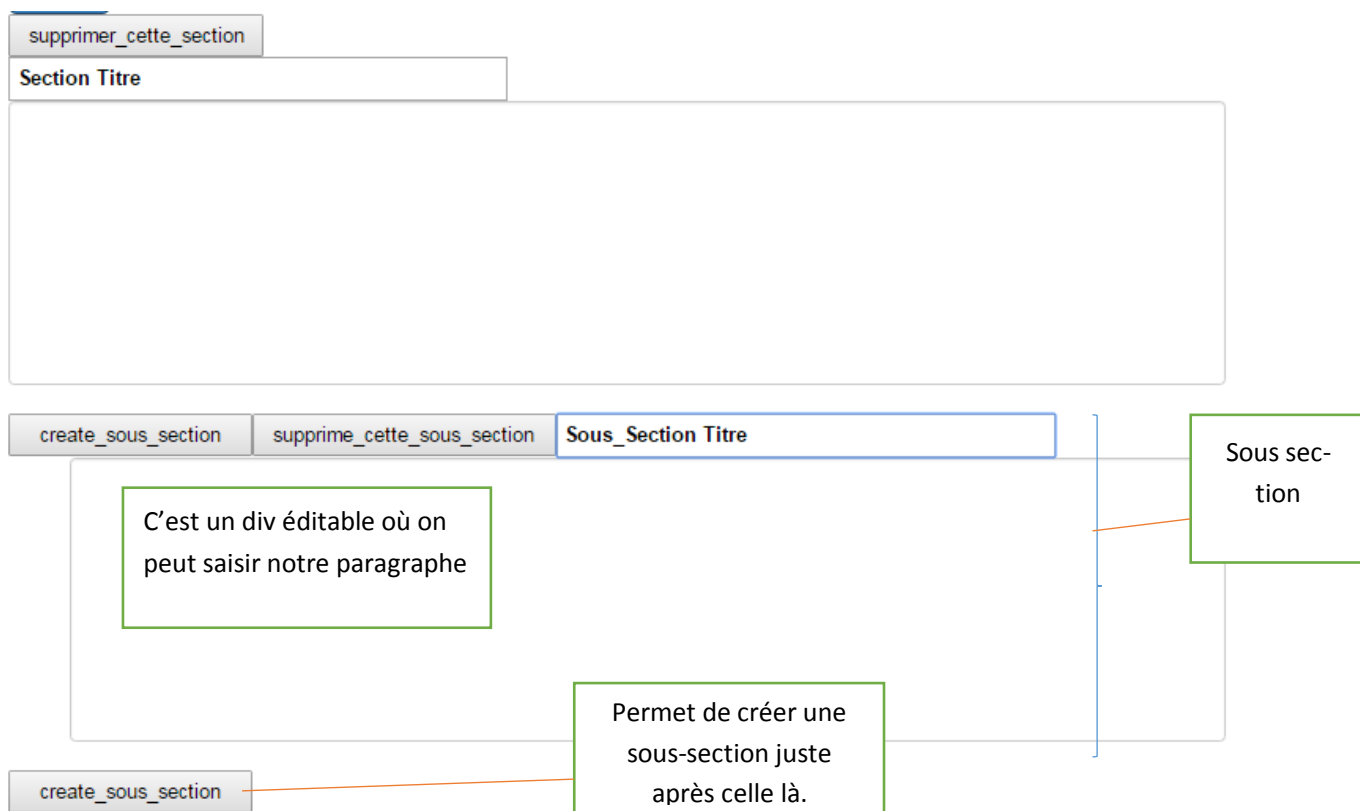 supprimer_cette_section
Section Titre
create_sous_section supprime_cette_sous_section Sous_Section Titre
Sous sec-
tion
C’est un div éditable où on
peut saisir notre paragraphe
Permet de créer une
sous-section juste
après celle là.
create_sous_section